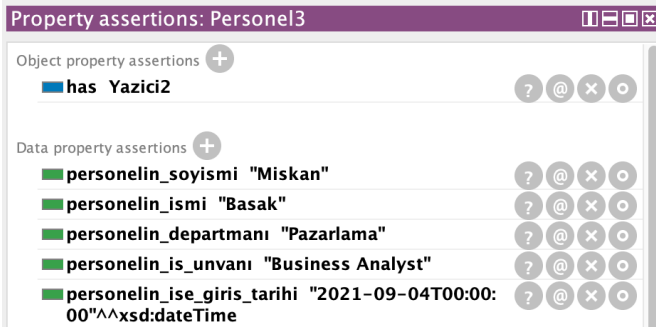 Property assertions: Personel3
Object property assertions
has Yazici2
Data property assertions
personelin_soyismi "Miskan"
personelin_ismi "Basak"
personelin_departmanı "Pazarlama"
personelin_is_unvanı "Business Analyst"
personelin_ise_giris_tarihi "2021-09-04T00:00:
00"^^xsd:dateTime